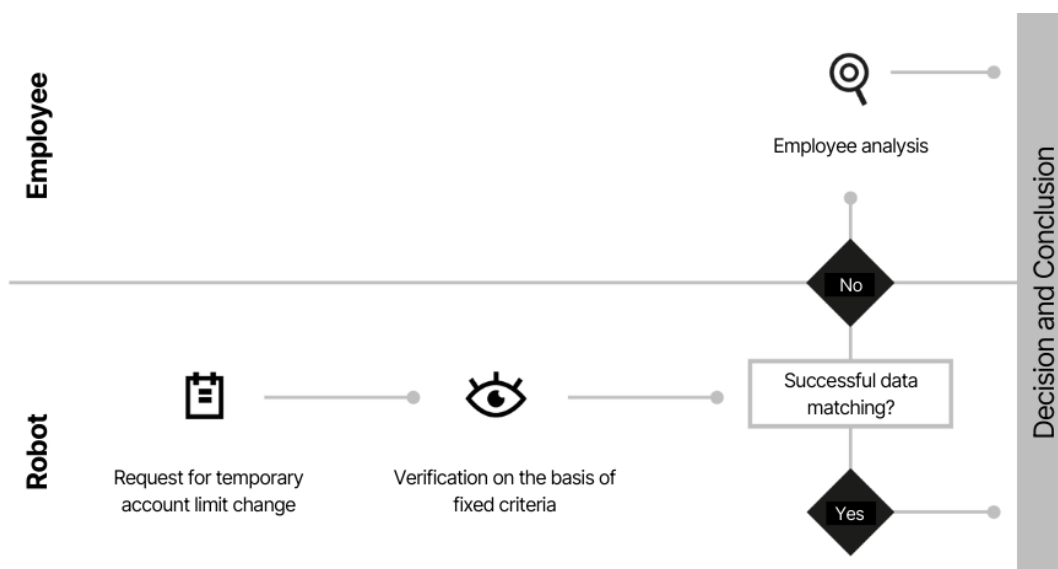 Employee
Employee analysis
No
Robot
Request for temporary
account limit change
Verification on the basis of
fixed criteria
Successful data
matching?
Yes
Decision and Conclusion